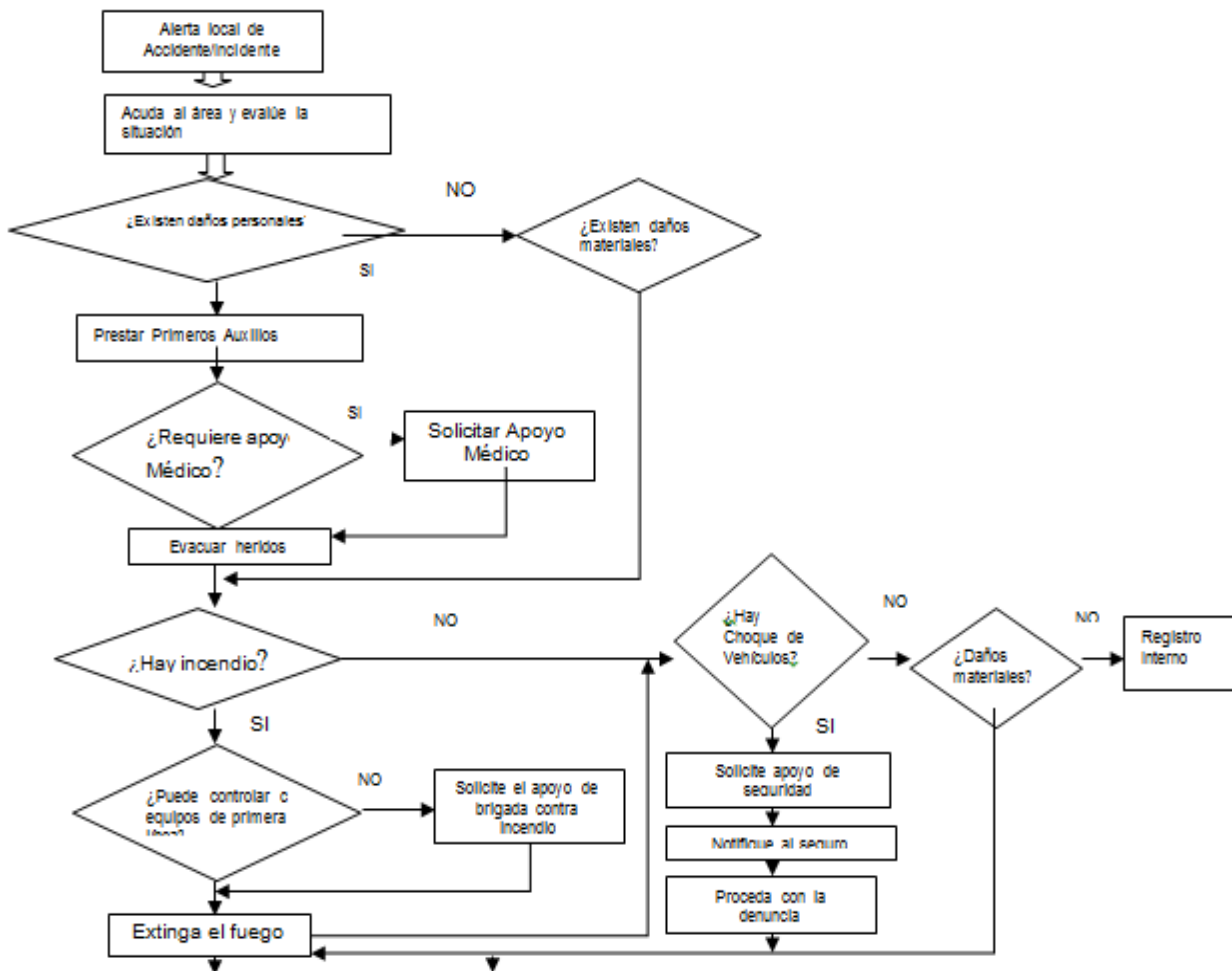 Alerta local de
Accidente/Incidente
Acuda al área y evalúe la
situación
NO
¿Existen daños personales
¿Existen daños
materiales?
SI
Prestar Primeros Auxilios
SI
¿Requiere apoy
Médico?
Solicitar Apoyo
Médico
Evacuar heridos
NO
¿Hay incendio?
¿Hay
Choque de
Vehículos?
NO
¿Daños
materiales?
NO
Registro
Interno
SI
SI
¿Puede controlar c
equipos de primera
NO
Solicite el apoyo de
brigada contra
Incendio
Solicite apoyo de
seguridad
Notifique al seguro
Proceda con la
denuncia
Extinga el fuego